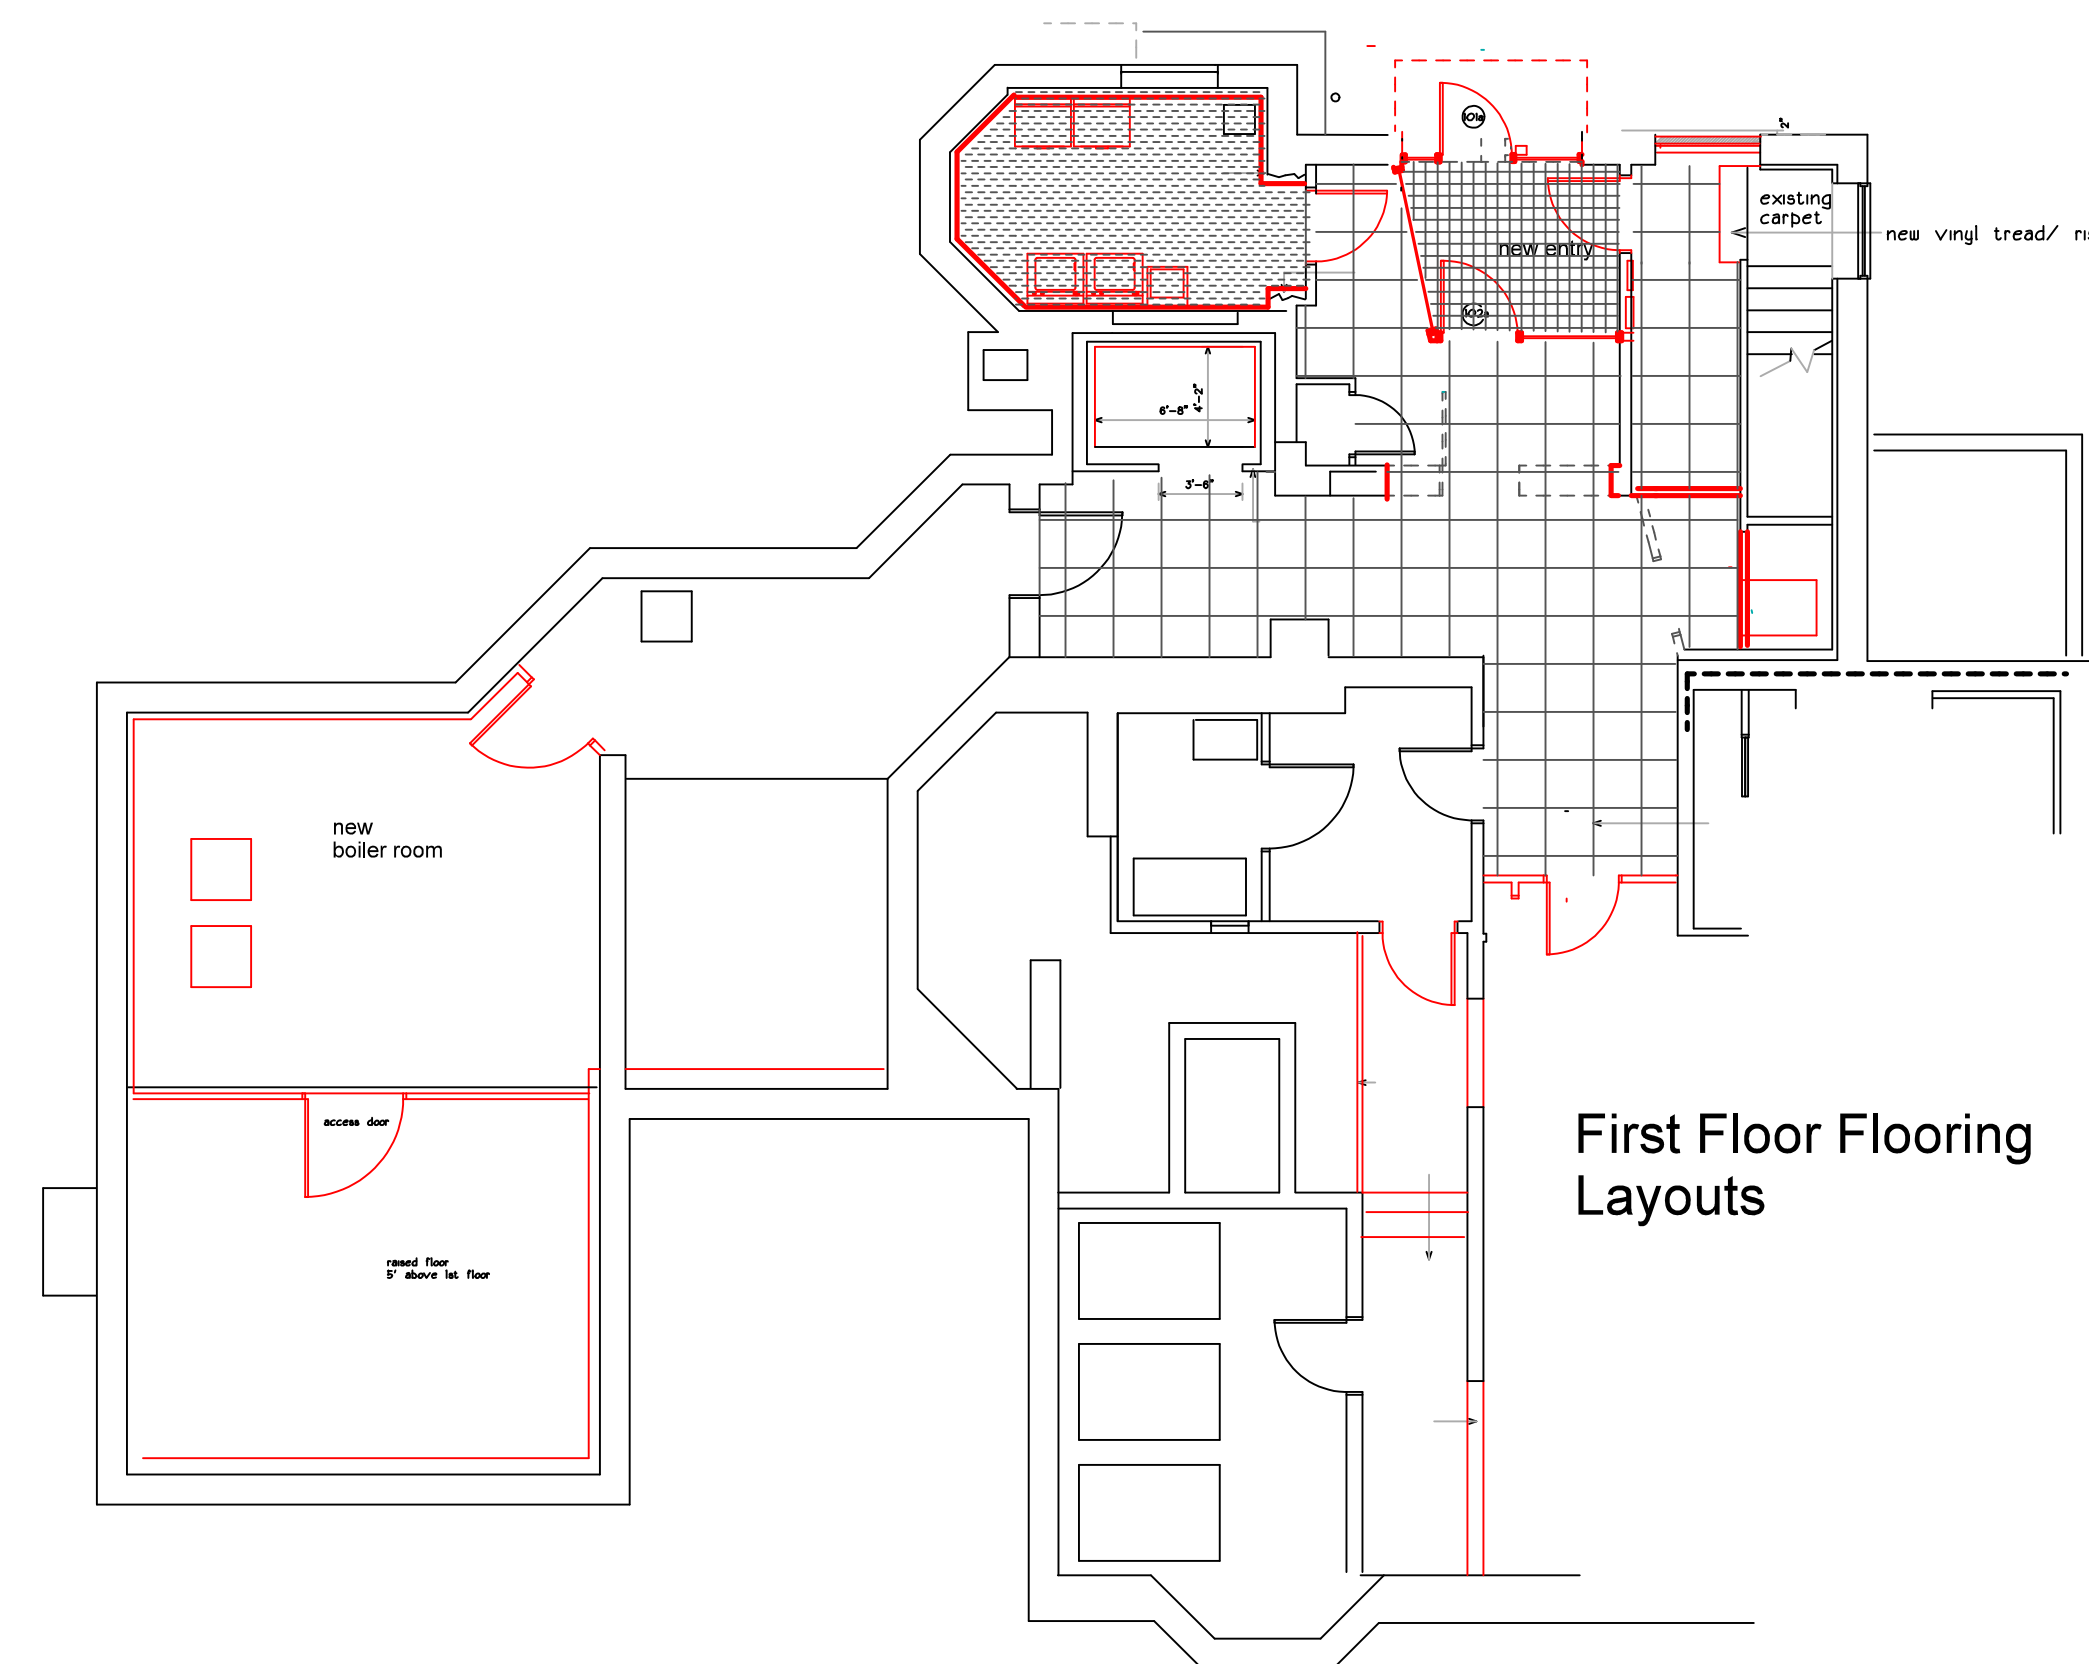 101a
2"
existing
carpet
new vinyl tread/
new entry
102a
4'-2"
6'-8"
3'-6"
new
boiler room
access door
First Floor Flooring
Layouts
raised floor
5' above 1st floor